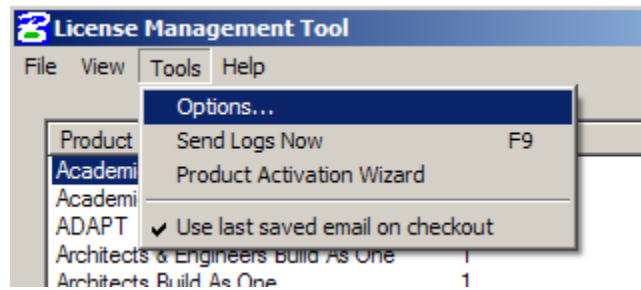 License Management Tool
File View Tools Help
Options...
Product
Send Logs Now F9
Academi
Product Activation Wizard
Academi
ADAPT
Use last saved email on checkout
Architects & Engineers Build As One 1
Architects Build As One 1